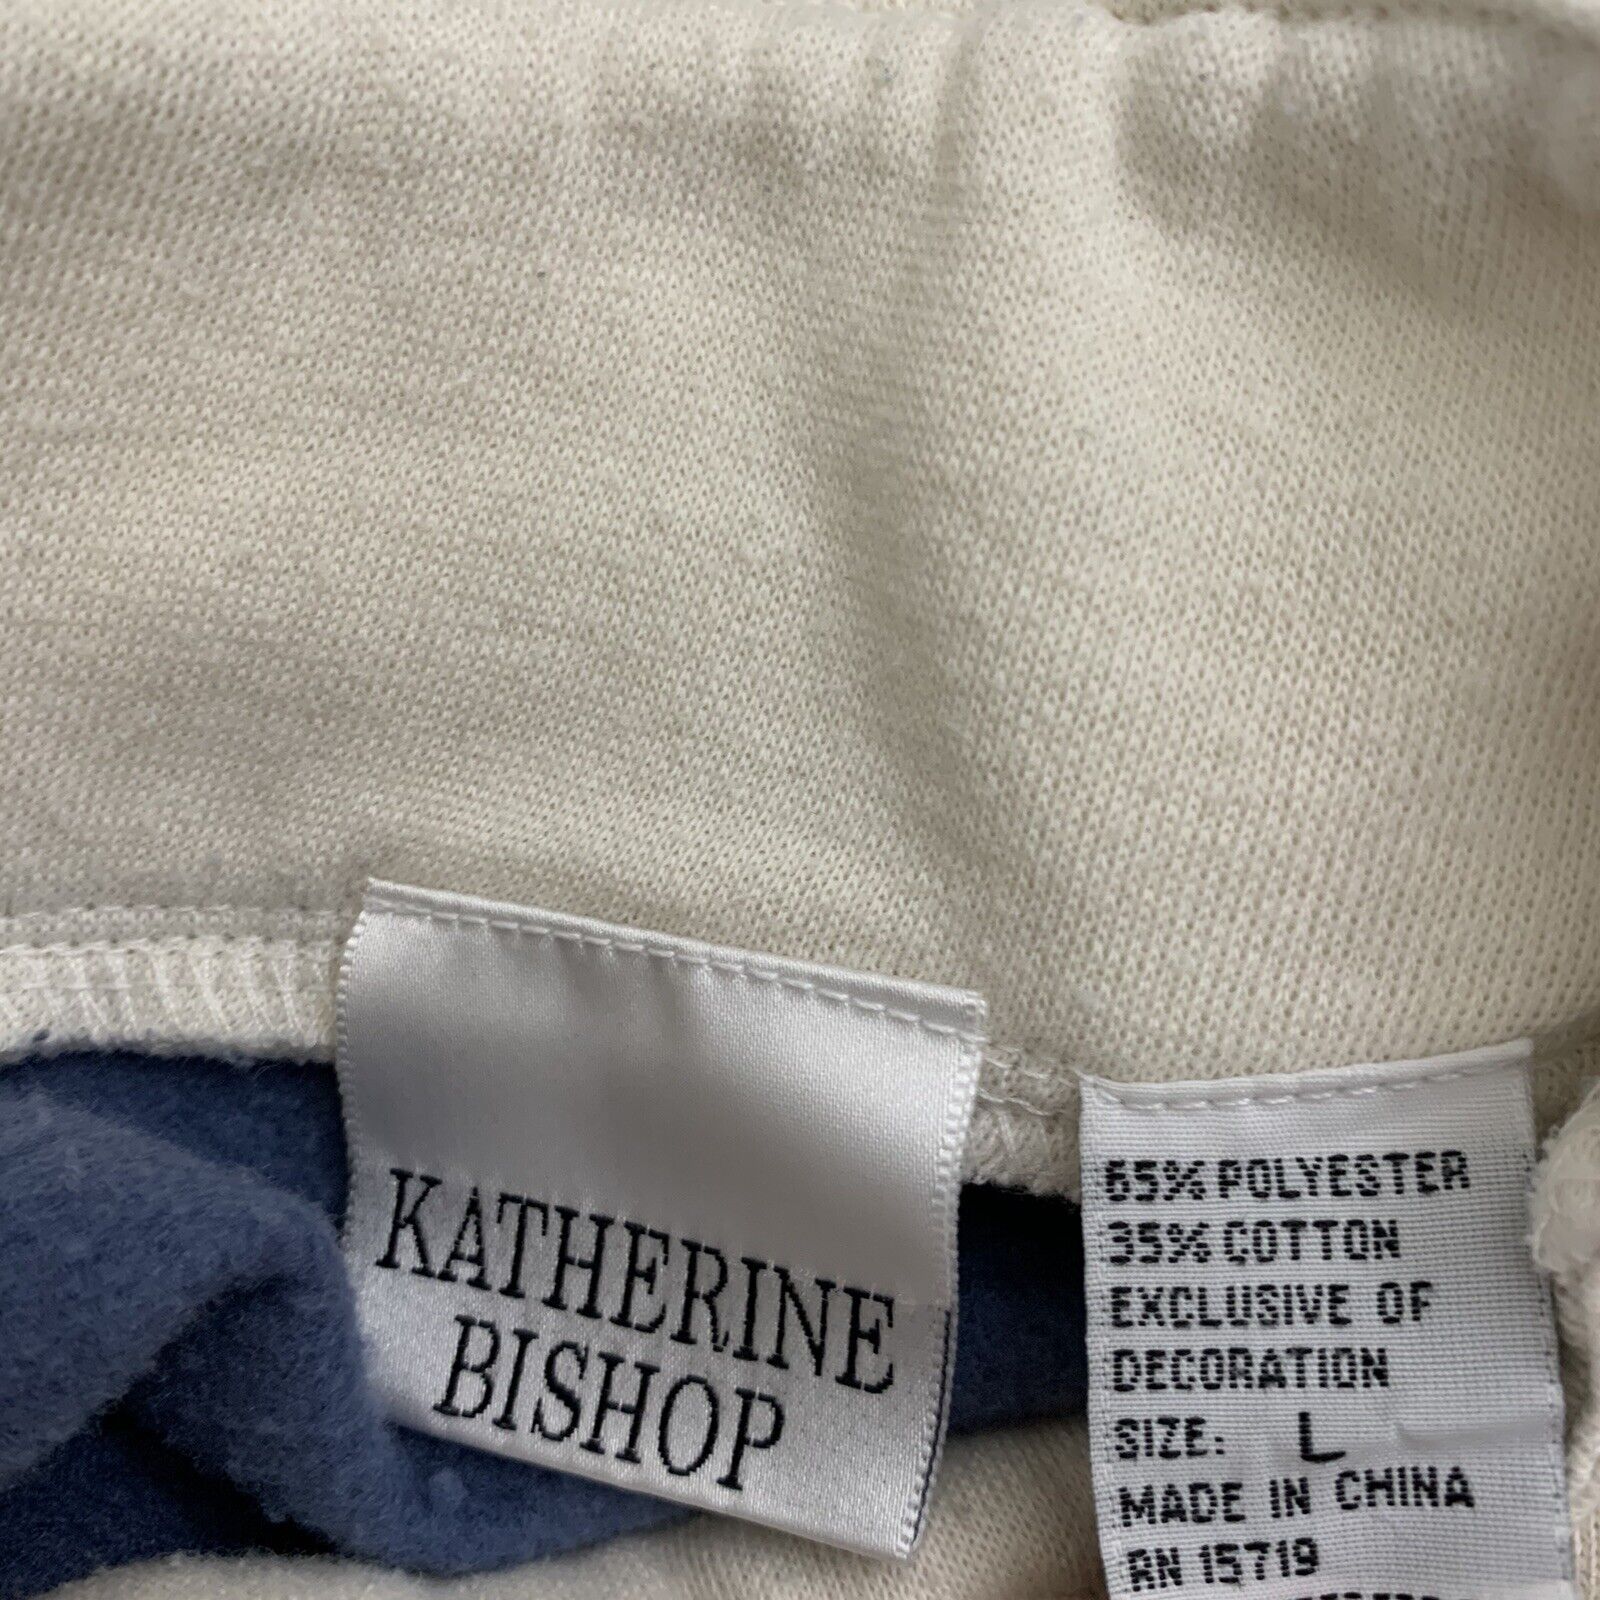 KATHERINE
BISHOP
65% POLYESTER
35% COTTON
EXCLUSIVE OF
DECORATION
SIZE: L
MADE IN CHINA
RN 15719